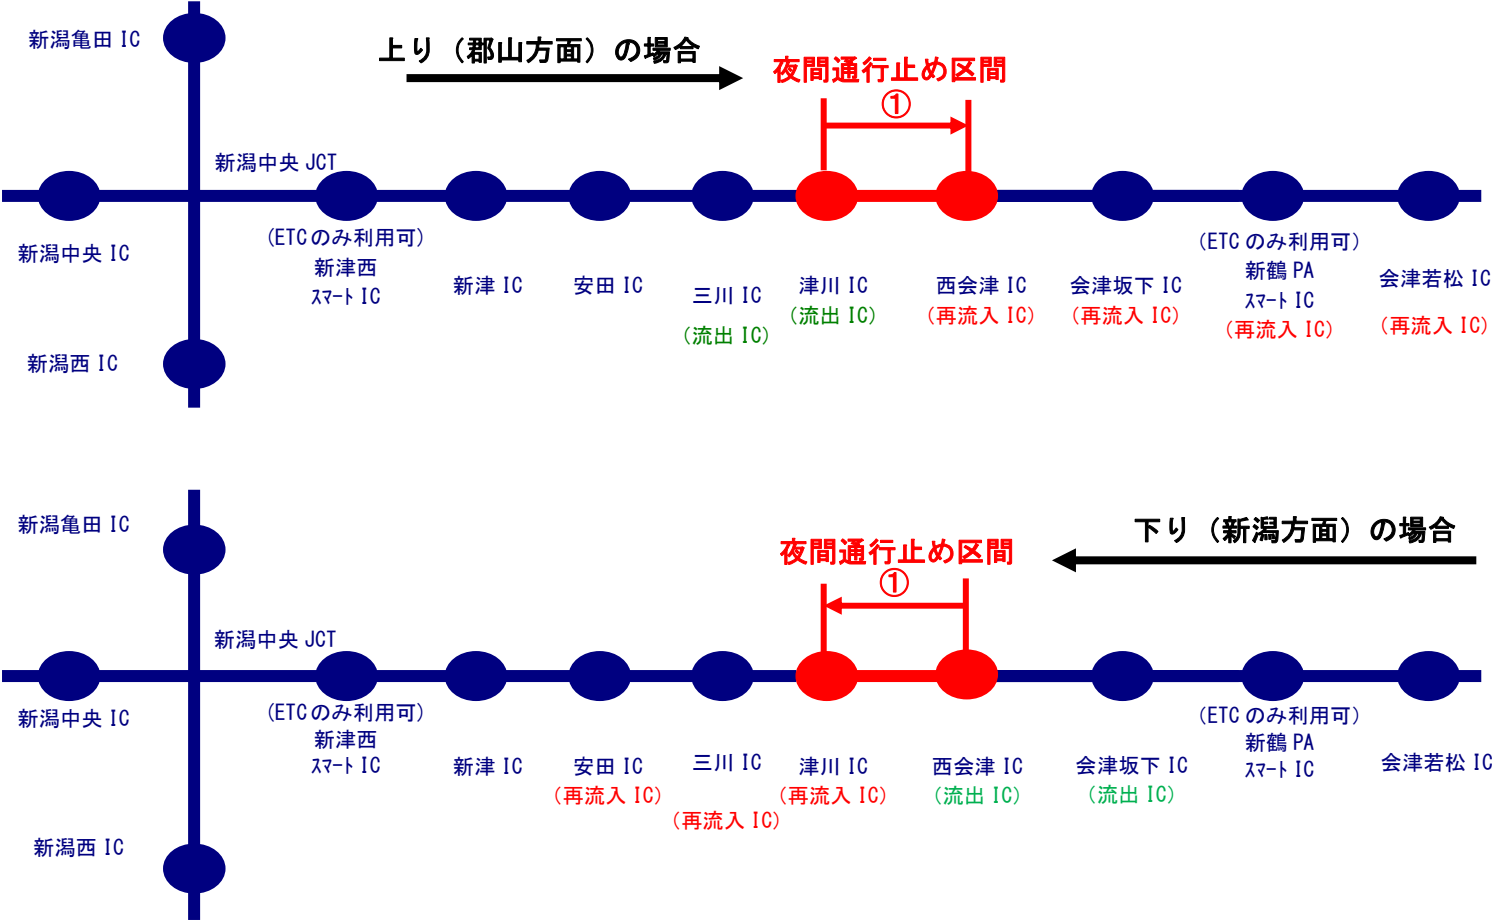 新潟亀田 IC
上り（郡山方面）の場合
夜間通行止め区間
①
新潟中央 JCT
新潟中央 IC
(ETCのみ利用可)
新津西
ｽﾏｰﾄ IC
新津 IC
安田 IC
三川 IC
(流出 IC)
津川 IC
(流出 IC)
西会津 IC
(再流入 IC)
会津坂下 IC
(再流入 IC)
(ETC のみ利用可)
新鶴 PA
ｽﾏｰﾄ IC
(再流入 IC)
会津若松 IC
(再流入 IC)
新潟西 IC
新潟亀田 IC
下り（新潟方面）の場合
夜間通行止め区間
①
新潟中央 JCT
新潟中央 IC
(ETCのみ利用可)
新津西
ｽﾏｰﾄ IC
新津 IC
安田 IC
(再流入 IC)
三川 IC
(再流入 IC)
津川 IC
(再流入 IC)
西会津 IC
(流出 IC)
会津坂下 IC
(流出 IC)
(ETC のみ利用可)
新鶴 PA
ｽﾏｰﾄ IC
会津若松 IC
新潟西 IC